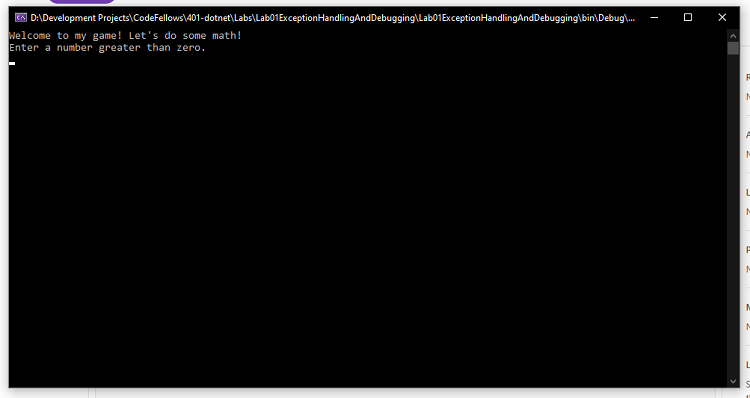 D:\Development Projects\CodeFellows\401-dotnet\Labs\Lab01ExceptionHandlingAndDebugging\Lab01ExceptionHandlingAndDebugging\bin\Debug\...
Welcome to my game! Let's do some math!
Enter a number greater than zero.